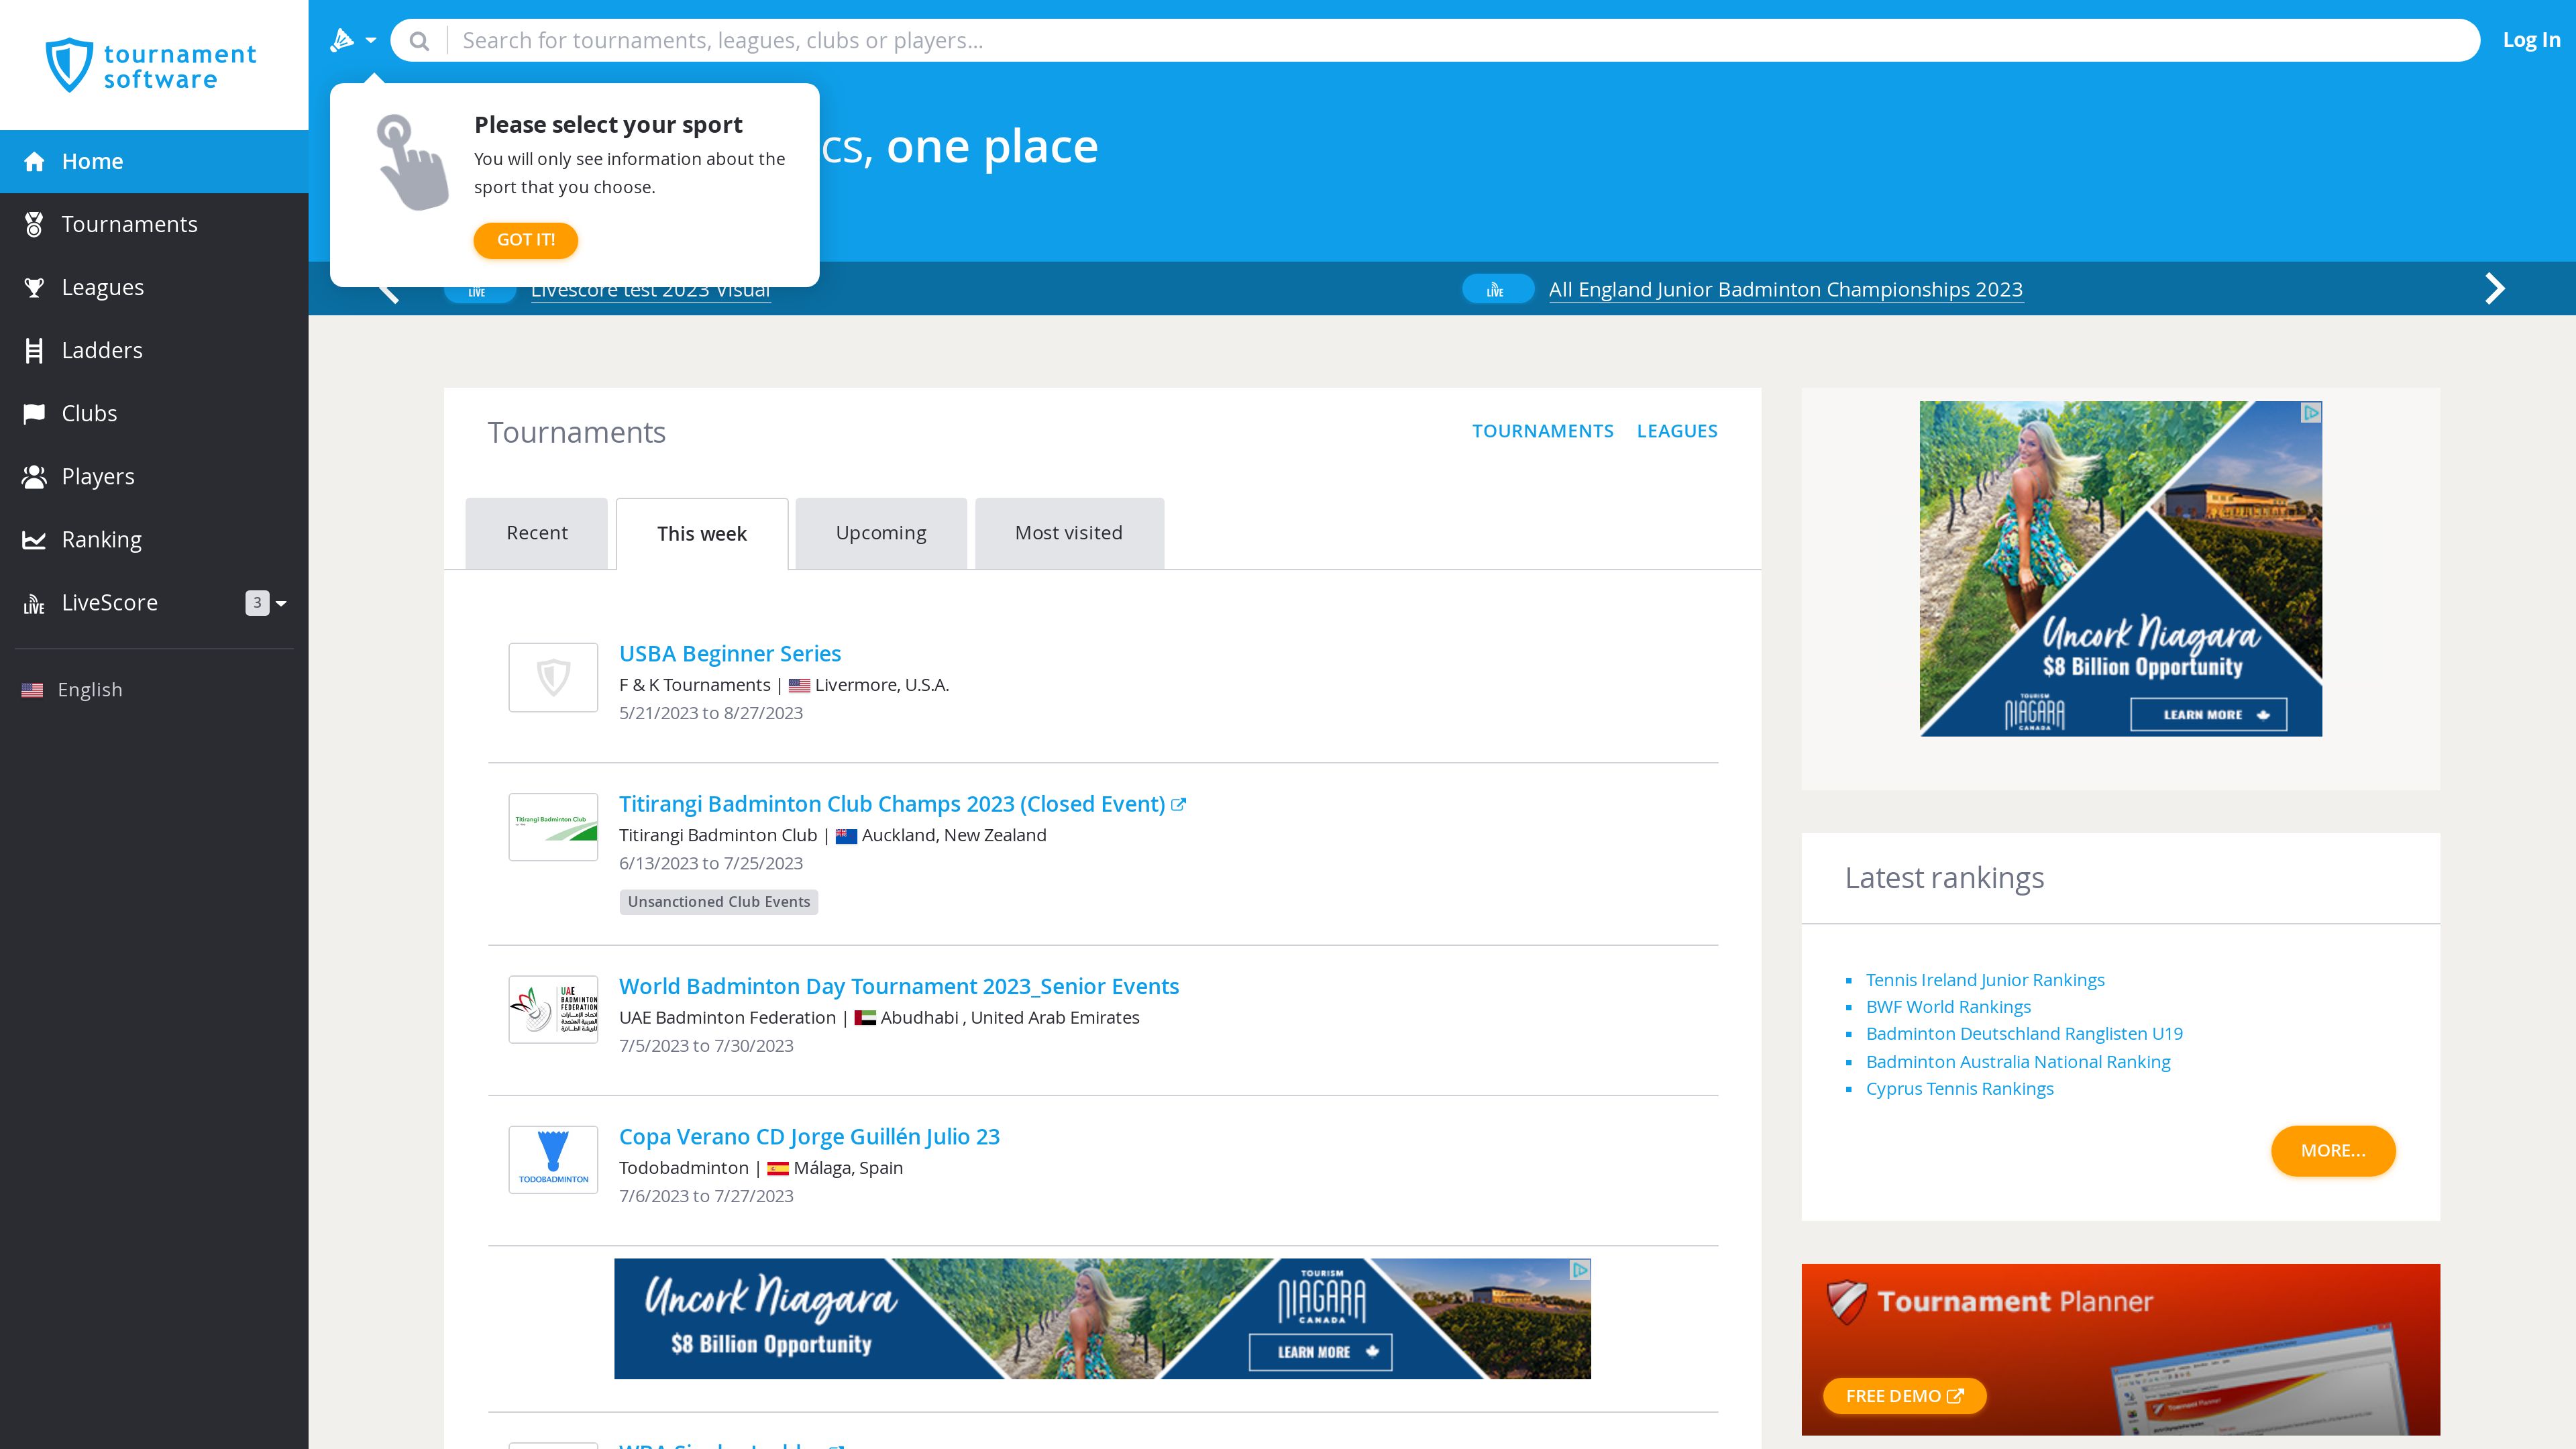 tournament
software
Search for tournaments, leagues, clubs or players...
Log In
Home
Tournaments
Leagues
Ladders
Clubs
Players
Ranking
LIVE LiveScore 3
English
Please select your sport
You will only see information about the
sport that you choose.
GOT IT!
cs, one place
LIVE Livescore test 2023 Visual
LIVE All England Junior Badminton Championships 2023
Tournaments
TOURNAMENTS LEAGUES
Recent This week Upcoming Most visited
USBA Beginner Series
F & K Tournaments | Livermore, U.S.A.
5/21/2023 to 8/27/2023
Titirangi Badminton Club
Titirangi Badminton Club Champs 2023 (Closed Event)
Titirangi Badminton Club | Auckland, New Zealand
6/13/2023 to 7/25/2023
Unsanctioned Club Events
UAE
BADMINTON
FEDERATION
World Badminton Day Tournament 2023_Senior Events
UAE Badminton Federation | Abudhabi , United Arab Emirates
7/5/2023 to 7/30/2023
TODOBADMINTON
Copa Verano CD Jorge Guillén Julio 23
Todobadminton | Málaga, Spain
7/6/2023 to 7/27/2023
Uncork Niagara
$8 Billion Opportunity
TOURISM
NIAGARA
CANADA
LEARN MORE
Uncork Niagara
$8 Billion Opportunity
TOURISM
NIAGARA
CANADA
LEARN MORE
Latest rankings
Tennis Ireland Junior Rankings
BWF World Rankings
Badminton Deutschland Ranglisten U19
Badminton Australia National Ranking
Cyprus Tennis Rankings
MORE...
Tournament Planner
FREE DEMO